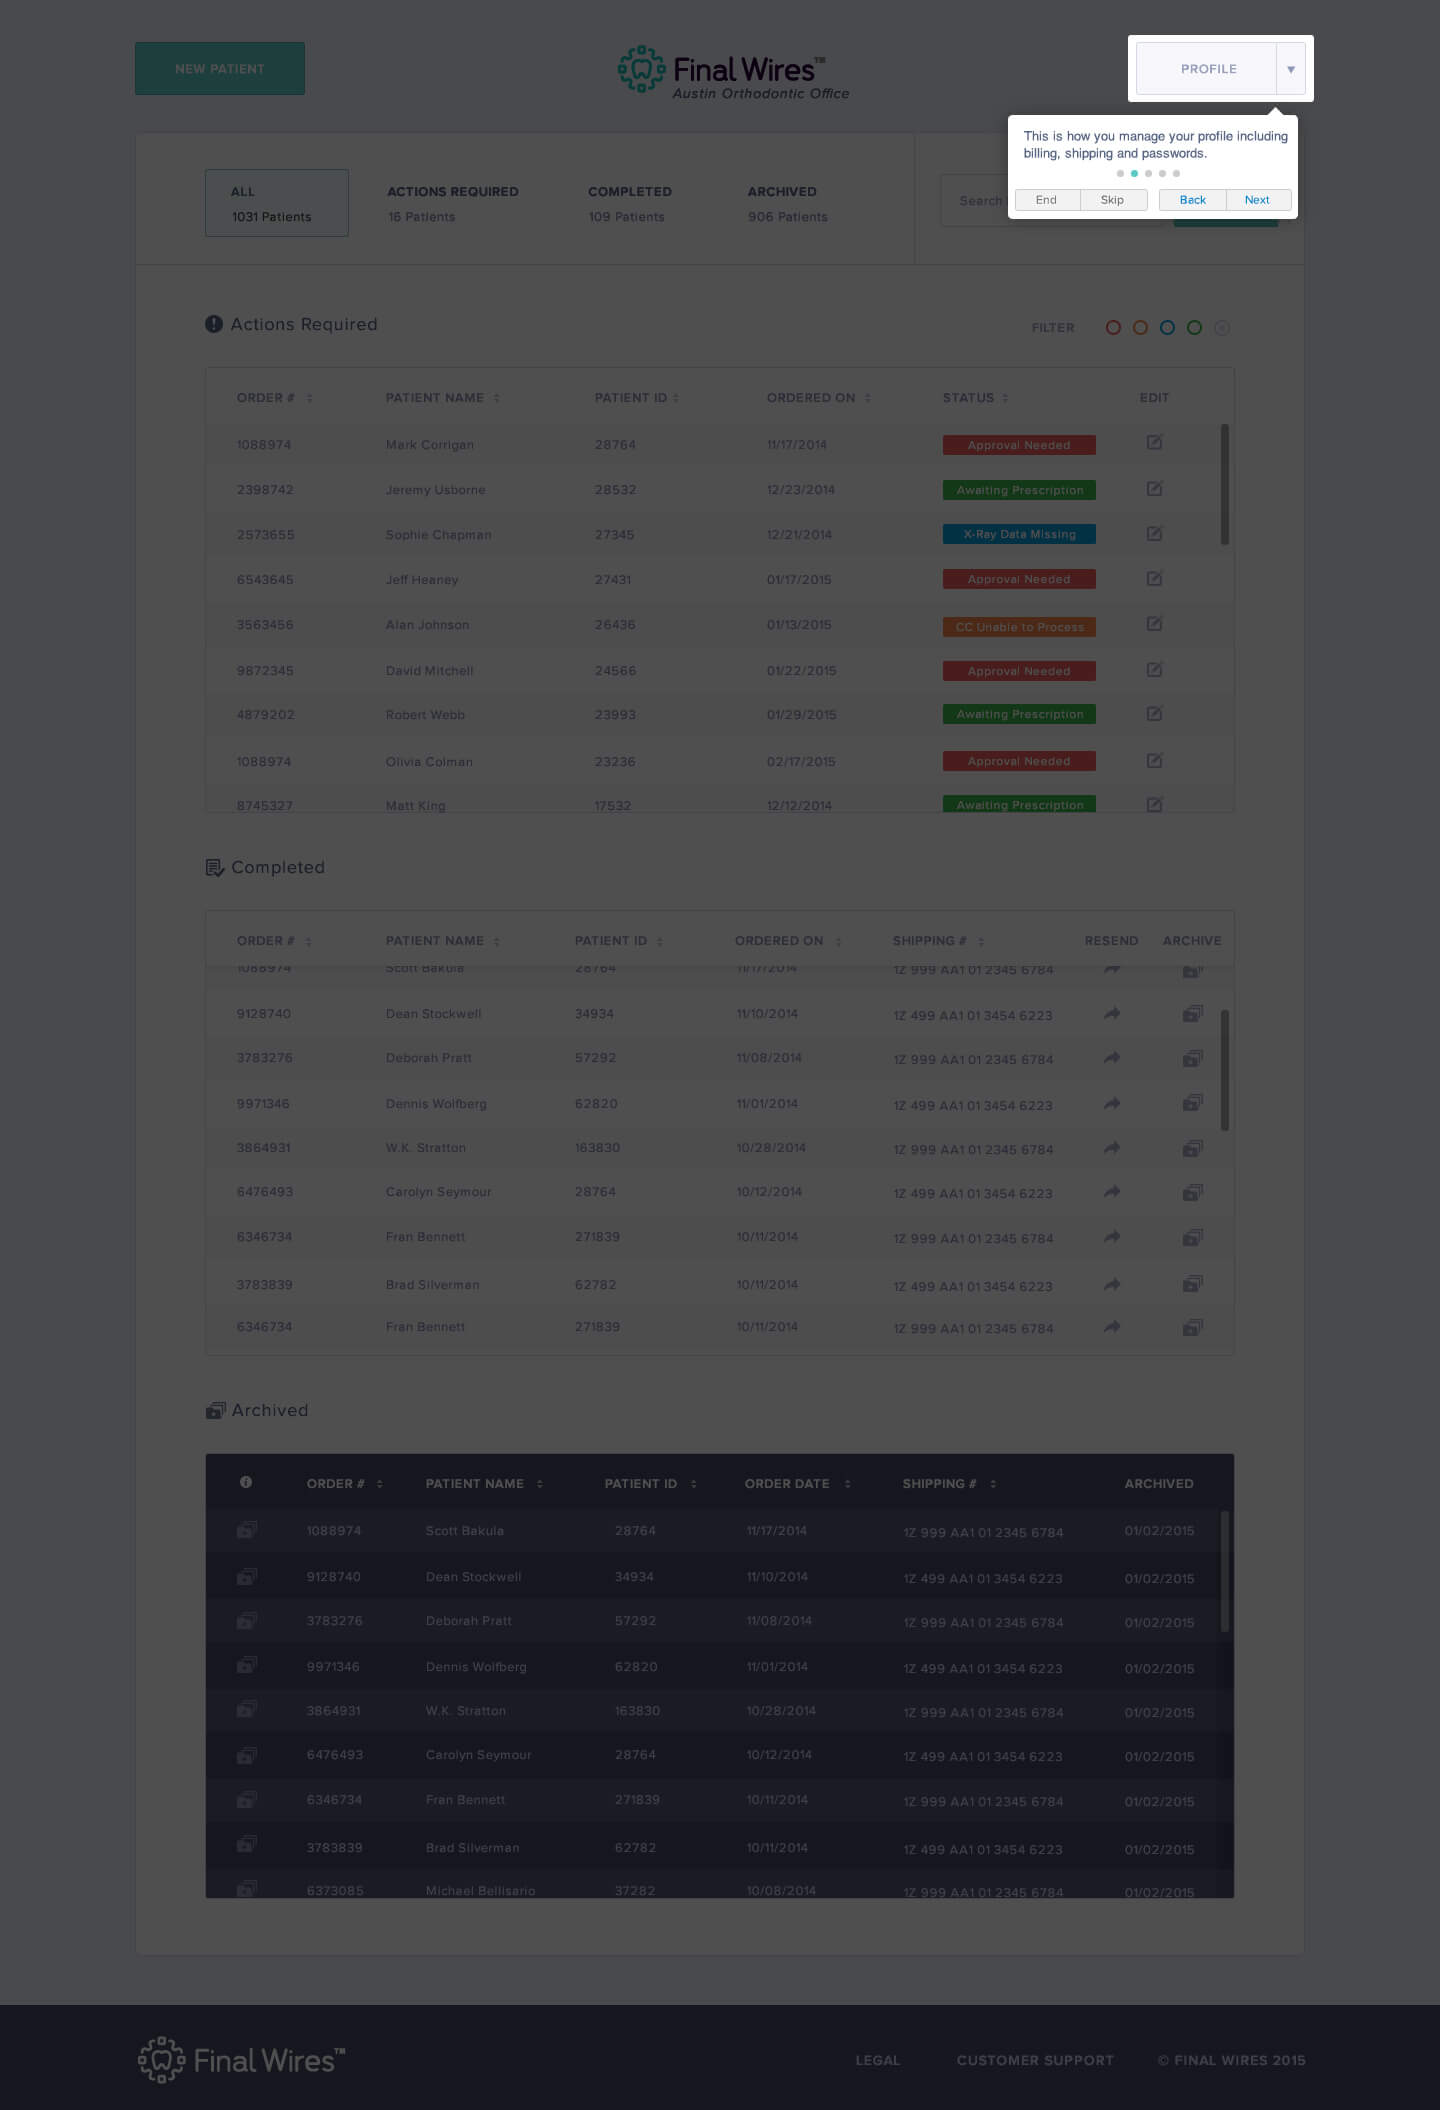 NEW PATIENT
Final Wires™
Austin Orthodontic Office
PROFILE
This is how you manage your profile including
billing, shipping and passwords.
End Skip Back Next
ALL
1031 Patients
ACTIONS REQUIRED
16 Patients
COMPLETED
109 Patients
ARCHIVED
906 Patients
Search
Actions Required
FILTER
ORDER # PATIENT NAME PATIENT ID ORDERED ON STATUS EDIT
1088974 Mark Corrigan 28764 11/17/2014 Approval Needed
2398742 Jeremy Usborne 28532 12/23/2014 Awaiting Prescription
2573655 Sophie Chapman 27345 12/21/2014 X-Ray Data Missing
6543645 Jeff Heaney 27431 01/17/2015 Approval Needed
3563456 Alan Johnson 26436 01/13/2015 CC Unable to Process
9872345 David Mitchell 24566 01/22/2015 Approval Needed
4879202 Robert Webb 23993 01/29/2015 Awaiting Prescription
1088974 Olivia Colman 23236 02/17/2015 Approval Needed
8745327 Matt King 17532 12/12/2014 Awaiting Prescription
Completed
ORDER # PATIENT NAME PATIENT ID ORDERED ON SHIPPING # RESEND ARCHIVE
1088974 Scott Bakula 28764 11/17/2014 1Z 999 AA1 01 2345 6784
9128740 Dean Stockwell 34934 11/10/2014 1Z 499 AA1 01 3454 6223
3783276 Deborah Pratt 57292 11/08/2014 1Z 999 AA1 01 2345 6784
9971346 Dennis Wolfberg 62820 11/01/2014 1Z 499 AA1 01 3454 6223
3864931 W.K. Stratton 163830 10/28/2014 1Z 999 AA1 01 2345 6784
6476493 Carolyn Seymour 28764 10/12/2014 1Z 499 AA1 01 3454 6223
6346734 Fran Bennett 271839 10/11/2014 1Z 999 AA1 01 2345 6784
3783839 Brad Silverman 62782 10/11/2014 1Z 499 AA1 01 3454 6223
6346734 Fran Bennett 271839 10/11/2014 1Z 999 AA1 01 2345 6784
Archived
ORDER # PATIENT NAME PATIENT ID ORDER DATE SHIPPING # ARCHIVED
1088974 Scott Bakula 28764 11/17/2014 1Z 999 AA1 01 2345 6784 01/02/2015
9128740 Dean Stockwell 34934 11/10/2014 1Z 499 AA1 01 3454 6223 01/02/2015
3783276 Deborah Pratt 57292 11/08/2014 1Z 999 AA1 01 2345 6784 01/02/2015
9971346 Dennis Wolfberg 62820 11/01/2014 1Z 499 AA1 01 3454 6223 01/02/2015
3864931 W.K. Stratton 163830 10/28/2014 1Z 999 AA1 01 2345 6784 01/02/2015
6476493 Carolyn Seymour 28764 10/12/2014 1Z 499 AA1 01 3454 6223 01/02/2015
6346734 Fran Bennett 271839 10/11/2014 1Z 999 AA1 01 2345 6784 01/02/2015
3783839 Brad Silverman 62782 10/11/2014 1Z 499 AA1 01 3454 6223 01/02/2015
6373085 Michael Bellisario 37282 10/08/2014 1Z 999 AA1 01 2345 6784 01/02/2015
Final Wires™
LEGAL CUSTOMER SUPPORT © FINAL WIRES 2015